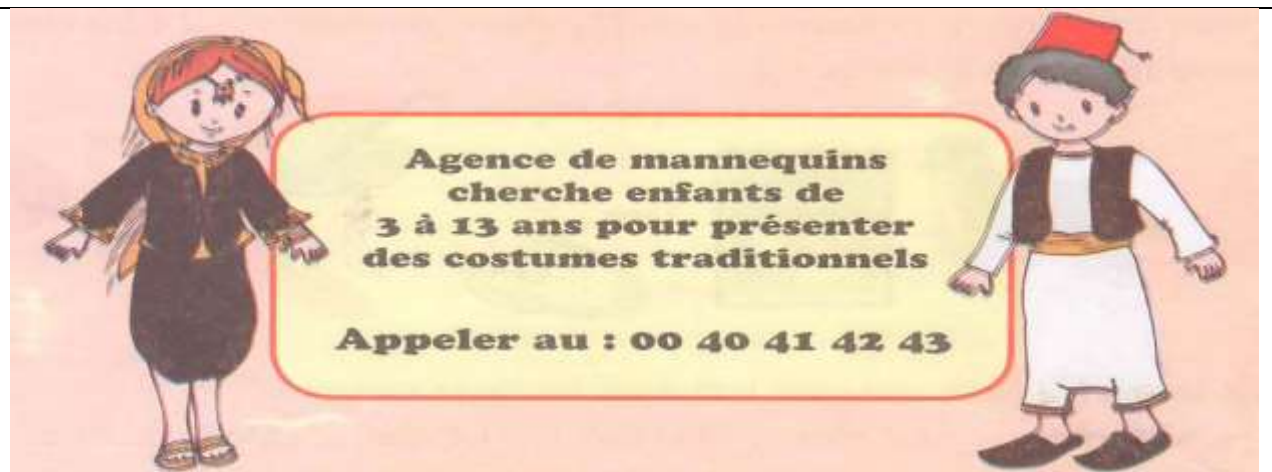 Agence de mannequins
cherche enfants de
3 à 13 ans pour présenter
des costumes traditionnels
Appeler au : 00 40 41 42 43